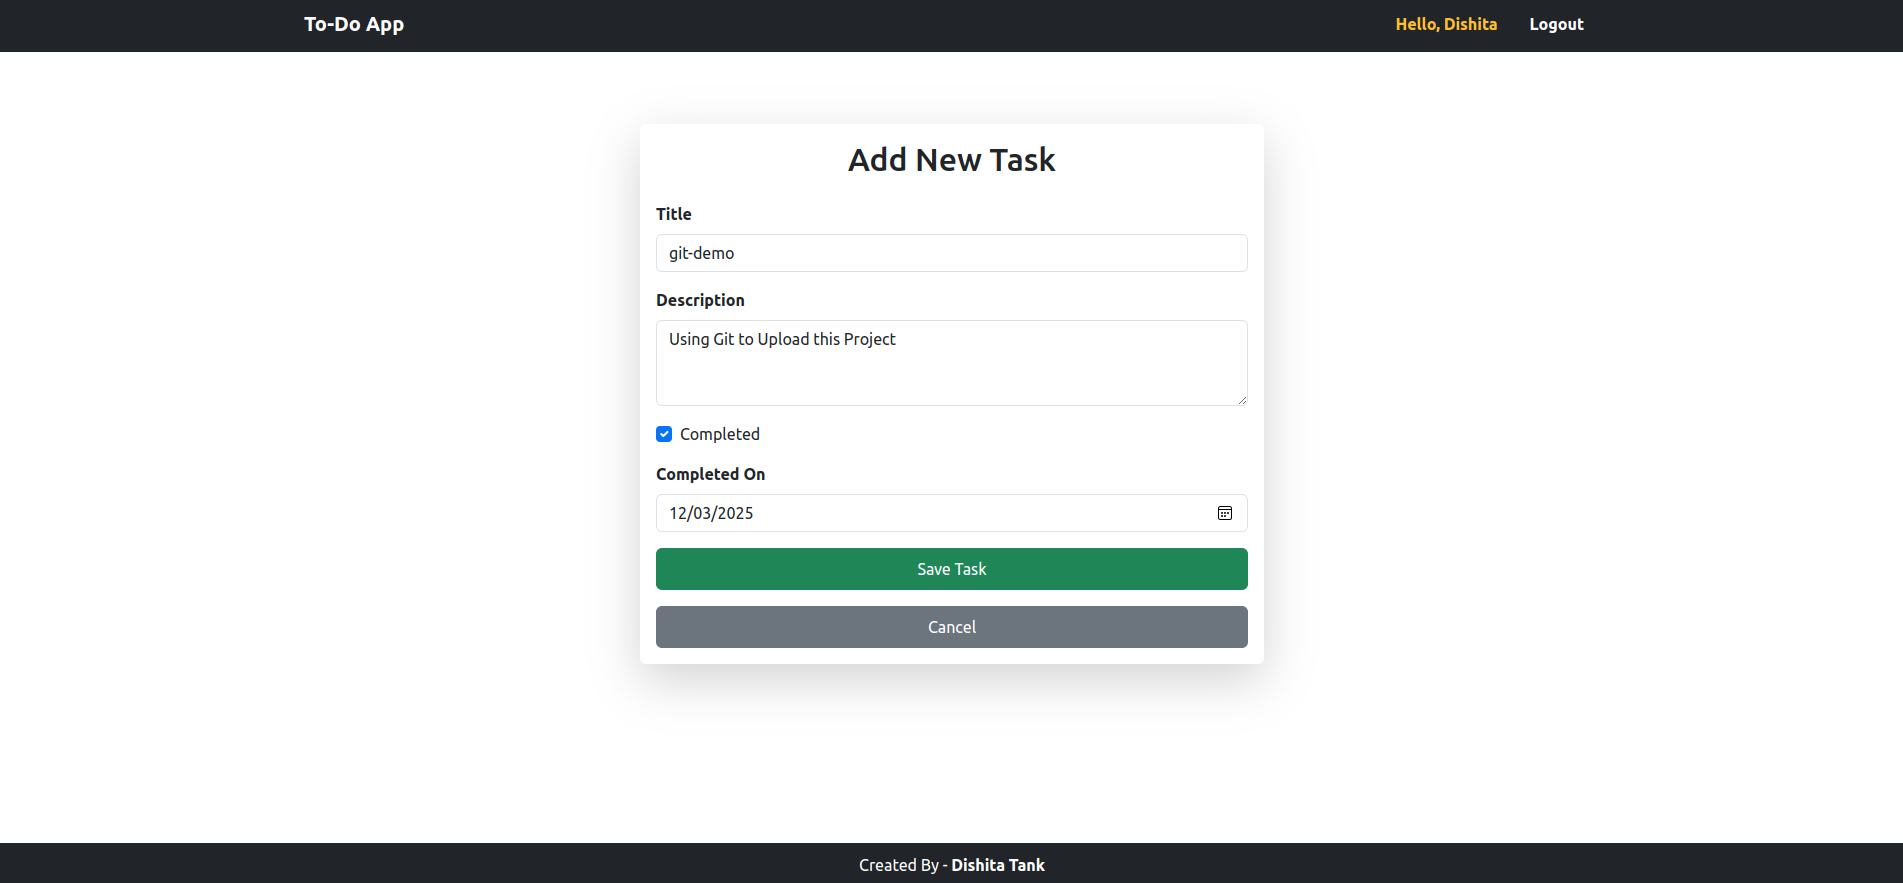 To-Do App
Hello, Dishita
Logout
Add New Task
Title
git-demo
Description
Using Git to Upload this Project
Completed
Completed On
12/03/2025
Save Task
Cancel
Created By - Dishita Tank